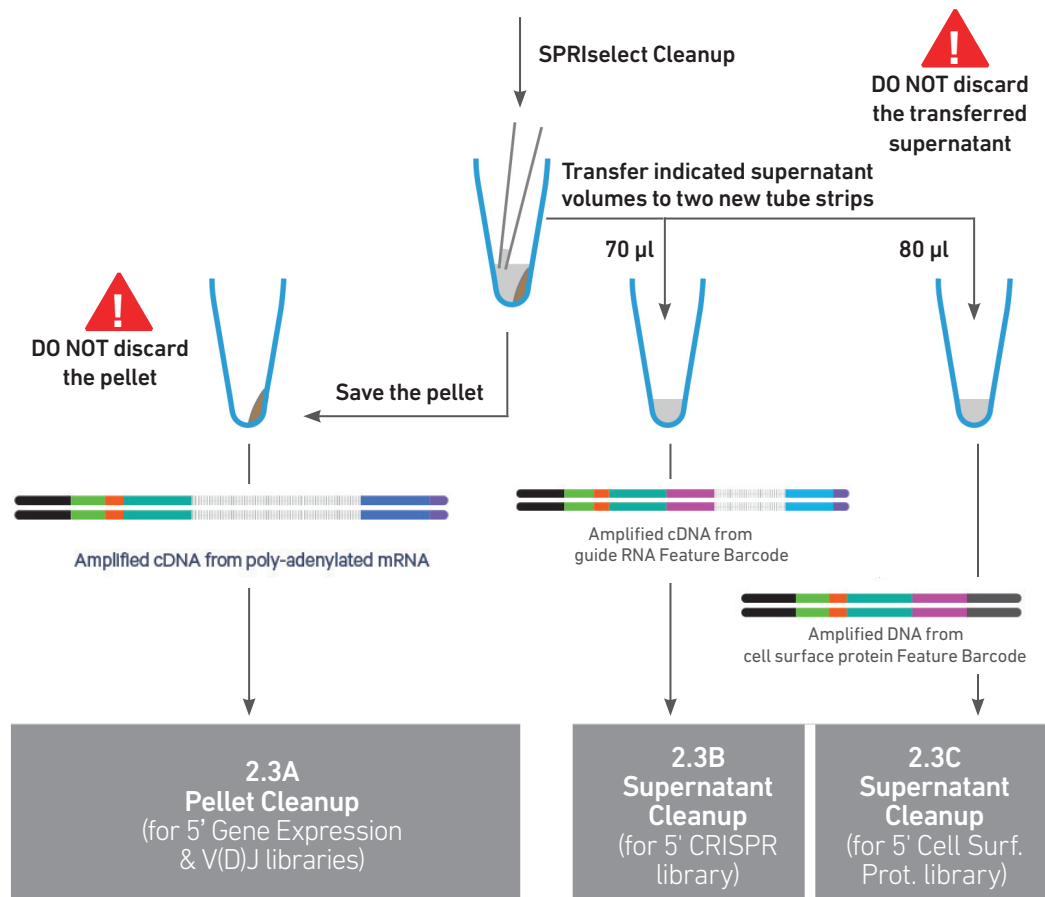 SPRIselect Cleanup
!
DO NOT discard
the transferred
supernatant
Transfer indicated supernatant
volumes to two new tube strips
70 µl
80 µl
!
DO NOT discard
the pellet
Save the pellet
Amplified cDNA from poly-adenylated mRNA
Amplified cDNA from
guide RNA Feature Barcode
Amplified DNA from
cell surface protein Feature Barcode
2.3A
Pellet Cleanup
(for 5’ Gene Expression
& V(D)J libraries)
2.3B
Supernatant
Cleanup
(for 5' CRISPR
library)
2.3C
Supernatant
Cleanup
(for 5' Cell Surf.
Prot. library)